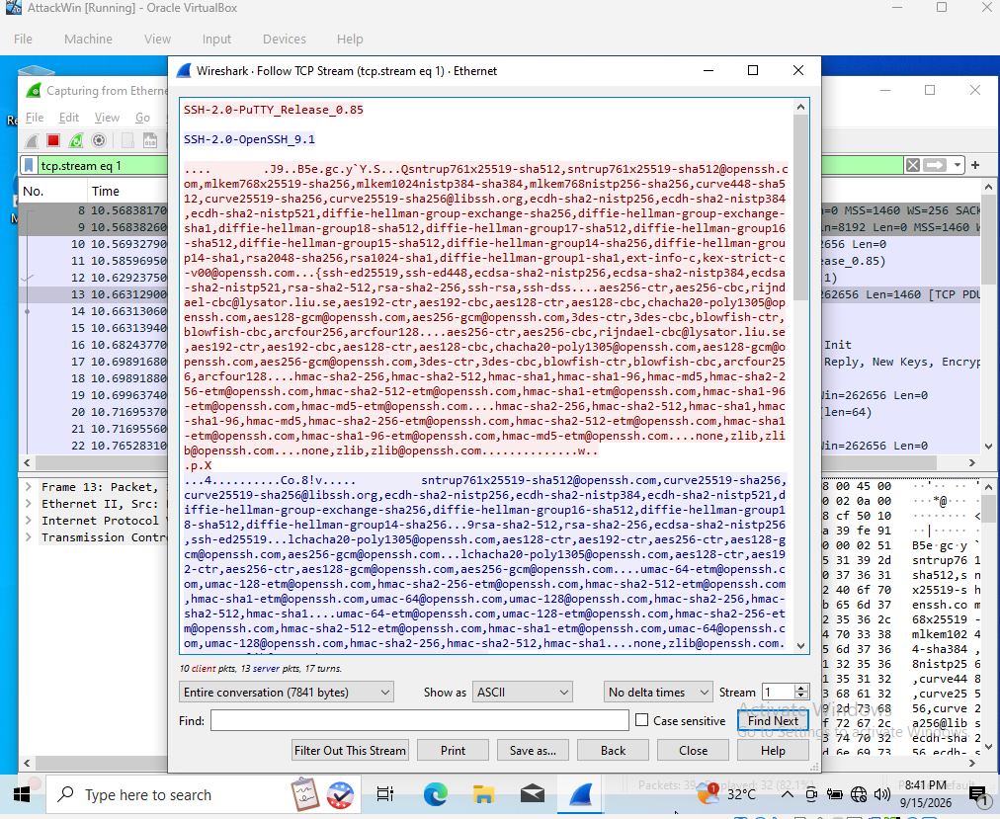 AttackWin [Running] - Oracle VirtualBox
File Machine View Input Devices Help
Wireshark · Follow TCP Stream (tcp.stream eq 1) · Ethernet
Capturing from Etherne
File Edit View Go
tcp.stream eq 1
No. Time
8 10.56838170
9 10.56838260
10 10.56932790
11 10.58596950
12 10.62923750
13 10.66312900
14 10.66313060
15 10.66313940
16 10.68243770
17 10.69891680
18 10.69891880
19 10.69963740
20 10.71695370
21 10.71695560
22 10.76528310
=0 MSS=1460 WS=256 SACK
n=8192 Len=0 MSS=1460 W
2656 Len=0
ease_0.85)
1)
262656 Len=1460 [TCP PDU
Init
Reply, New Keys, Encryp
Win=262656 Len=0
(len=64)
Win=262656 Len=0
SSH-2.0-PuTTY_Release_0.85
SSH-2.0-OpenSSH_9.1
.... .J9..B5e.gc.y`Y.S...Qsntrup761x25519-sha512,sntrup761x25519-sha512@openssh.c
om,mlkem768x25519-sha256,mlkem1024nistp384-sha384,mlkem768nistp256-sha256,curve448-sha5
12,curve25519-sha256,curve25519-sha256@libssh.org,ecdh-sha2-nistp256,ecdh-sha2-nistp384
,ecdh-sha2-nistp521,diffie-hellman-group-exchange-sha256,diffie-hellman-group-exchange-
sha1,diffie-hellman-group18-sha512,diffie-hellman-group17-sha512,diffie-hellman-group16
-sha512,diffie-hellman-group15-sha512,diffie-hellman-group14-sha256,diffie-hellman-group
14-sha1,rsa2048-sha256,rsa1024-sha1,diffie-hellman-group1-sha1,ext-info-c,kex-strict-c
-v00@openssh.com...{ssh-ed25519,ssh-ed448,ecdsa-sha2-nistp256,ecdsa-sha2-nistp384,ecdsa
-sha2-nistp521,rsa-sha2-512,rsa-sha2-256,ssh-rsa,ssh-dss....aes256-ctr,aes256-cbc,rijnd
ael-cbc@lysator.liu.se,aes192-ctr,aes192-cbc,aes128-ctr,aes128-cbc,chacha20-poly1305@op
enssh.com,aes128-gcm@openssh.com,aes256-gcm@openssh.com,3des-ctr,3des-cbc,blowfish-ctr,
blowfish-cbc,arcfour256,arcfour128....aes256-ctr,aes256-cbc,rijndael-cbc@lysator.liu.se
,aes192-ctr,aes192-cbc,aes128-ctr,aes128-cbc,chacha20-poly1305@openssh.com,aes128-gcm@o
penssh.com,aes256-gcm@openssh.com,3des-ctr,3des-cbc,blowfish-ctr,blowfish-cbc,arcfour25
6,arcfour128....hmac-sha2-256,hmac-sha2-512,hmac-sha1,hmac-sha1-96,hmac-md5,hmac-sha2-2
56-etm@openssh.com,hmac-sha2-512-etm@openssh.com,hmac-sha1-etm@openssh.com,hmac-sha1-96
-etm@openssh.com,hmac-md5-etm@openssh.com....hmac-sha2-256,hmac-sha2-512,hmac-sha1,hmac
-sha1-96,hmac-md5,hmac-sha2-256-etm@openssh.com,hmac-sha2-512-etm@openssh.com,hmac-sha1
-etm@openssh.com,hmac-sha1-96-etm@openssh.com,hmac-md5-etm@openssh.com....none,zlib,zli
b@openssh.com....none,zlib,zlib@openssh.com.............w..
.p.X
...4..........Co.8!v..... sntrup761x25519-sha512@openssh.com,curve25519-sha256,
curve25519-sha256@libssh.org,ecdh-sha2-nistp256,ecdh-sha2-nistp384,ecdh-sha2-nistp521,d
iffie-hellman-group-exchange-sha256,diffie-hellman-group16-sha512,diffie-hellman-group1
8-sha512,diffie-hellman-group14-sha256...9rsa-sha2-512,rsa-sha2-256,ecdsa-sha2-nistp256
,ssh-ed25519...lchacha20-poly1305@openssh.com,aes128-ctr,aes192-ctr,aes256-ctr,aes128-g
cm@openssh.com,aes256-gcm@openssh.com...lchacha20-poly1305@openssh.com,aes128-ctr,aes19
2-ctr,aes256-ctr,aes128-gcm@openssh.com,aes256-gcm@openssh.com....umac-64-etm@openssh.c
om,umac-128-etm@openssh.com,hmac-sha2-256-etm@openssh.com,hmac-sha2-512-etm@openssh.com
,hmac-sha1-etm@openssh.com,umac-64@openssh.com,umac-128@openssh.com,hmac-sha2-256,hmac-
sha2-512,hmac-sha1....umac-64-etm@openssh.com,umac-128-etm@openssh.com,hmac-sha2-256-et
m@openssh.com,hmac-sha2-512-etm@openssh.com,hmac-sha1-etm@openssh.com,umac-64@openssh.c
om,umac-128@openssh.com,hmac-sha2-256,hmac-sha2-512,hmac-sha1....none,zlib@openssh.com.
Frame 13: Packet,
Ethernet II, Src:
Internet Protocol
Transmission Contro
10 client pkts, 13 server pkts, 17 turns.
Entire conversation (7841 bytes) Show as ASCII No delta times Stream 1
Find: Case sensitive Find Next
Filter Out This Stream Print Save as... Back Close Help
Activate Windows
Go to Settings to activate Windows.
Type here to search
32°C
8:41 PM
9/15/2026